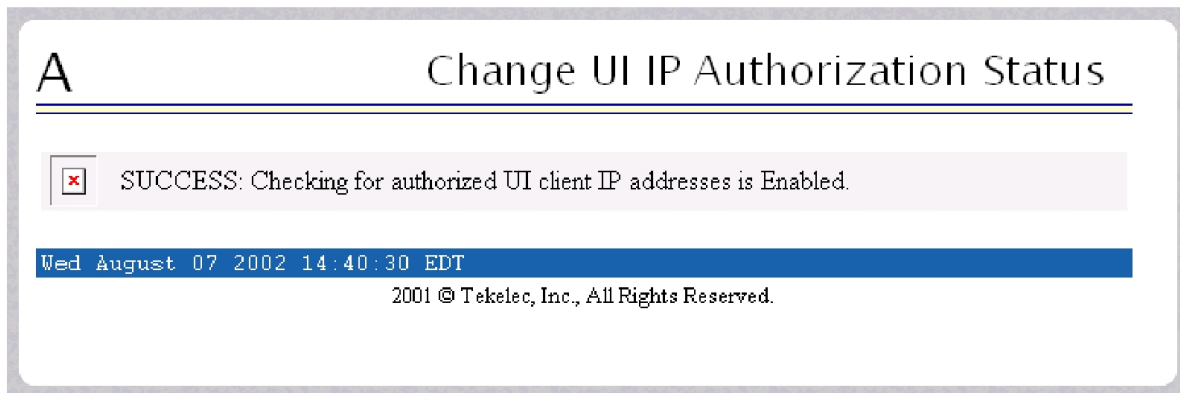 A Change UI IP Authorization Status
SUCCESS: Checking for authorized UI client IP addresses is Enabled.
Wed August 07 2002 14:40:30 EDT
2001 © Tekelec, Inc., All Rights Reserved.